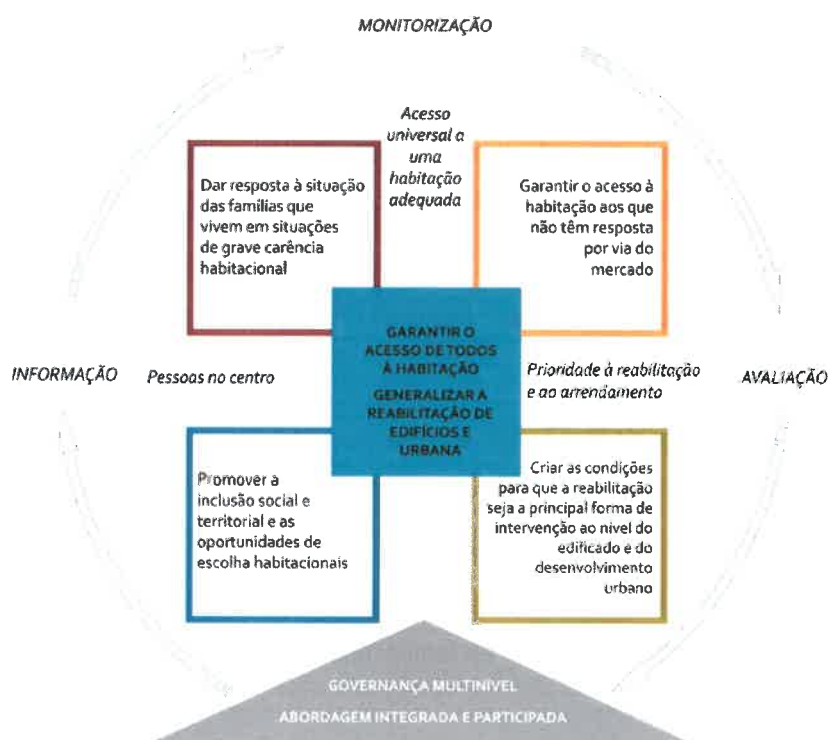 MONITORIZAÇÃO
Acesso
universal a
uma
habitação
adequada
Dar resposta à situação
das famílias que
vivem em situações
de grave carência
habitacional
Garantir o acesso à
habitação aos que
não têm resposta
por via do
mercado
GARANTIR O
ACESSO DE TODOS
À HABITAÇÃO
GENERALIZAR A
REABILITAÇÃO DE
EDIFÍCIOS E
URBANA
INFORMAÇÃO
Pessoas no centro
Prioridade à reabilitação
e ao arrendamento
AVALIAÇÃO
Promover a
inclusão social e
territorial e as
oportunidades de
escolha habitacionais
Criar as condições
para que a reabilitação
seja a principal forma de
intervenção ao nível do
edificado e do
desenvolvimento
urbano
GOVERNANÇA MULTINÍVEL
ABORDAGEM INTEGRADA E PARTICIPADA